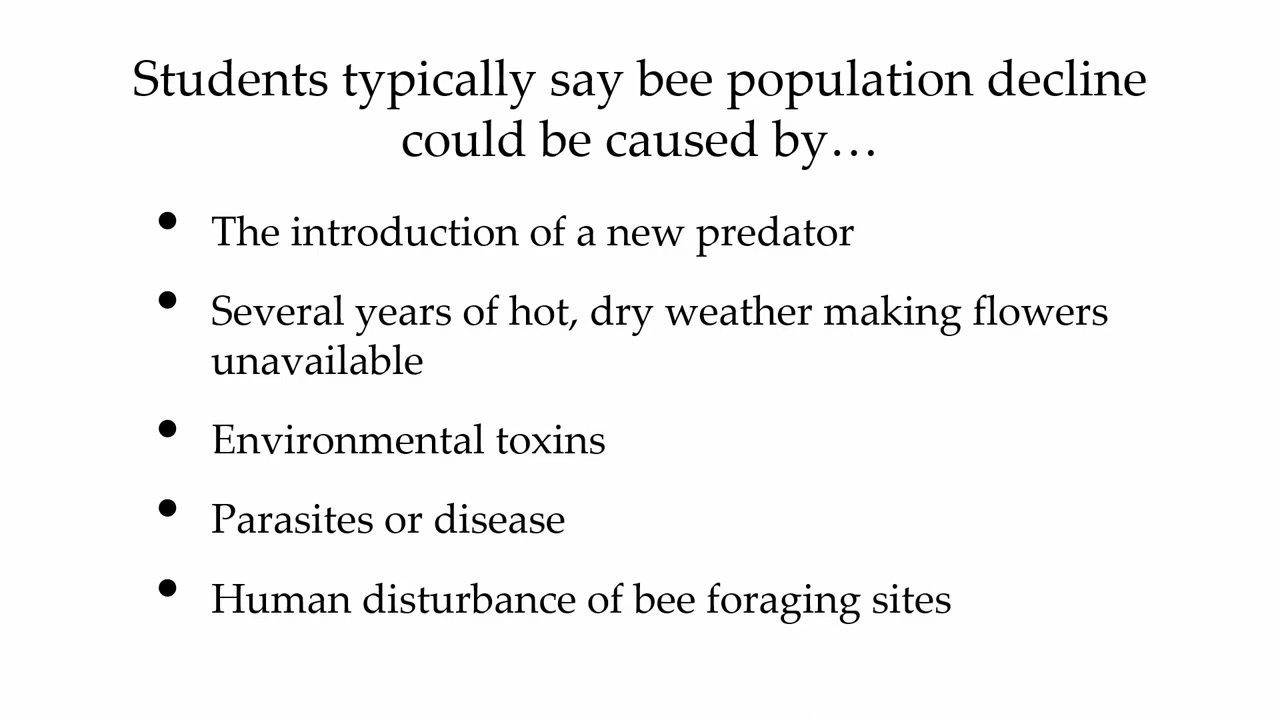 Students typically say bee population decline
could be caused by…
• The introduction of a new predator
• Several years of hot, dry weather making flowers
unavailable
• Environmental toxins
• Parasites or disease
• Human disturbance of bee foraging sites